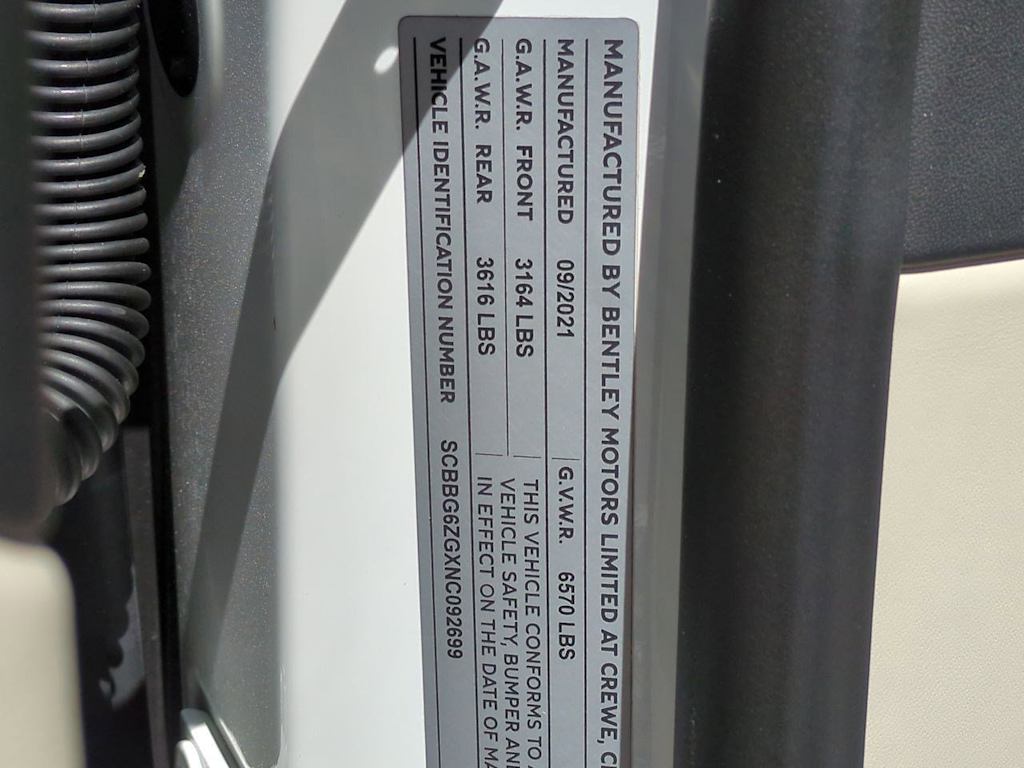 MANUFACTURED BY BENTLEY MOTORS LIMITED AT CREWE,
MANUFACTURED 09/2021 G.V.W.R. 6570 LBS
G.A.W.R. FRONT 3164 LBS THIS VEHICLE CONFORMS TO
G.A.W.R. REAR 3616 LBS VEHICLE SAFETY, BUMPER
IN EFFECT ON THE DATE OF
VEHICLE IDENTIFICATION NUMBER SCBBG6ZGXNC092699